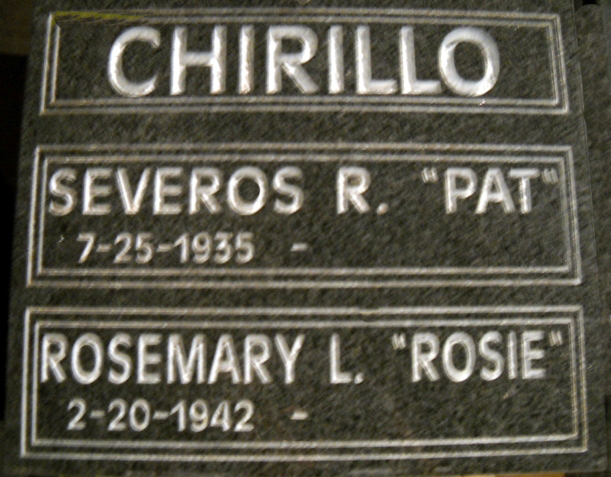 CHIRILLO
SEVEROS R. "PAT"
7-25-1935 -
ROSEMARY L. "ROSIE"
2-20-1942 -